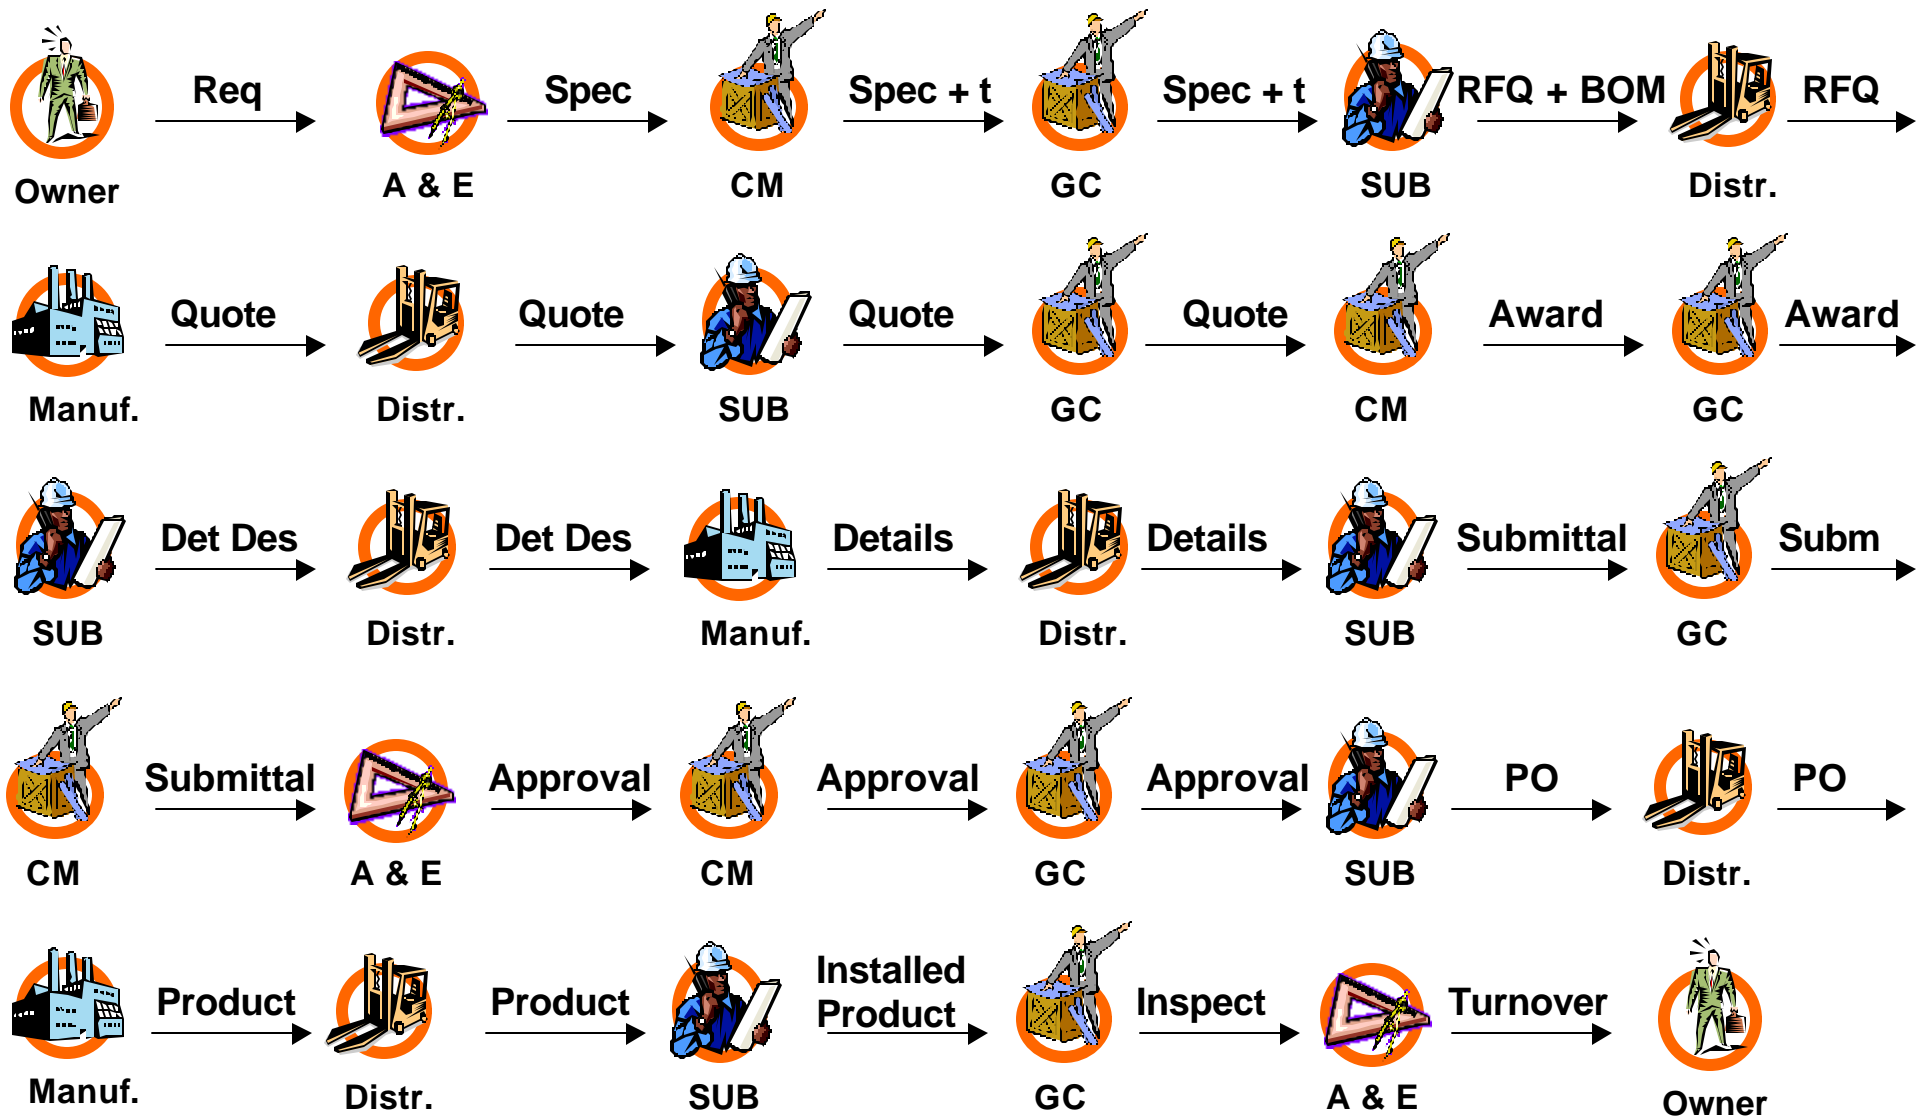 Req Spec Spec + t Spec + t RFQ + BOM RFQ
Owner A & E CM GC SUB Distr.
Quote Quote Quote Quote Award Award
Manuf. Distr. SUB GC CM GC
Det Des Det Des Details Details Submittal Subm
SUB Distr. Manuf. Distr. SUB GC
Submittal Approval Approval Approval PO PO
CM A & E CM GC SUB Distr.
Product Product Installed Product Inspect Turnover
Manuf. Distr. SUB GC A & E Owner